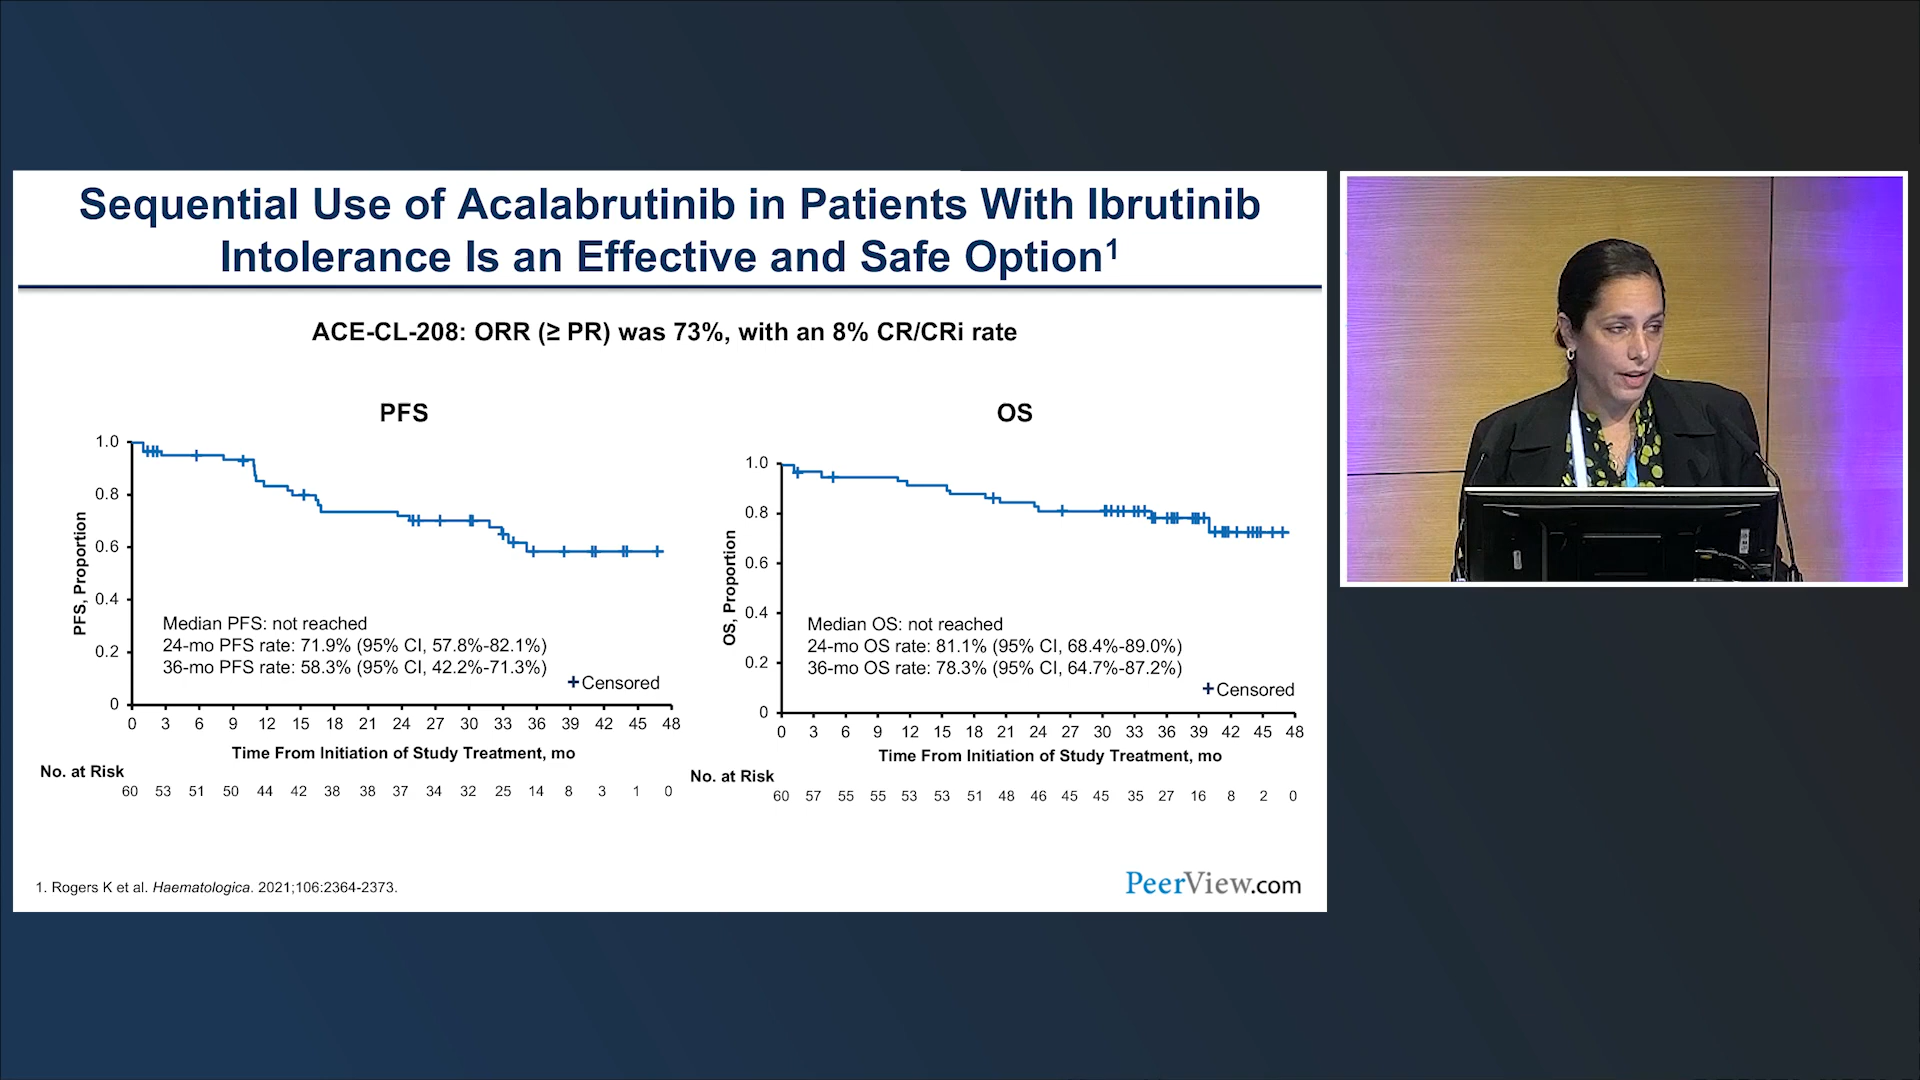 Sequential Use of Acalabrutinib in Patients With Ibrutinib
Intolerance Is an Effective and Safe Option1
ACE-CL-208: ORR (≥ PR) was 73%, with an 8% CR/CRi rate
PFS
1.0
0.8
0.6
0.4
0.2
0
PFS, Proportion
Median PFS: not reached
24-mo PFS rate: 71.9% (95% CI, 57.8%-82.1%)
36-mo PFS rate: 58.3% (95% CI, 42.2%-71.3%)
+Censored
0 3 6 9 12 15 18 21 24 27 30 33 36 39 42 45 48
Time From Initiation of Study Treatment, mo
No. at Risk
60 53 51 50 44 42 38 38 37 34 32 25 14 8 3 1 0
OS
1.0
0.8
0.6
0.4
0.2
0
OS, Proportion
Median OS: not reached
24-mo OS rate: 81.1% (95% CI, 68.4%-89.0%)
36-mo OS rate: 78.3% (95% CI, 64.7%-87.2%)
+Censored
0 3 6 9 12 15 18 21 24 27 30 33 36 39 42 45 48
Time From Initiation of Study Treatment, mo
No. at Risk
60 57 55 55 53 53 51 48 46 45 45 35 27 16 8 2 0
1. Rogers K et al. Haematologica. 2021;106:2364-2373.
PeerView.com